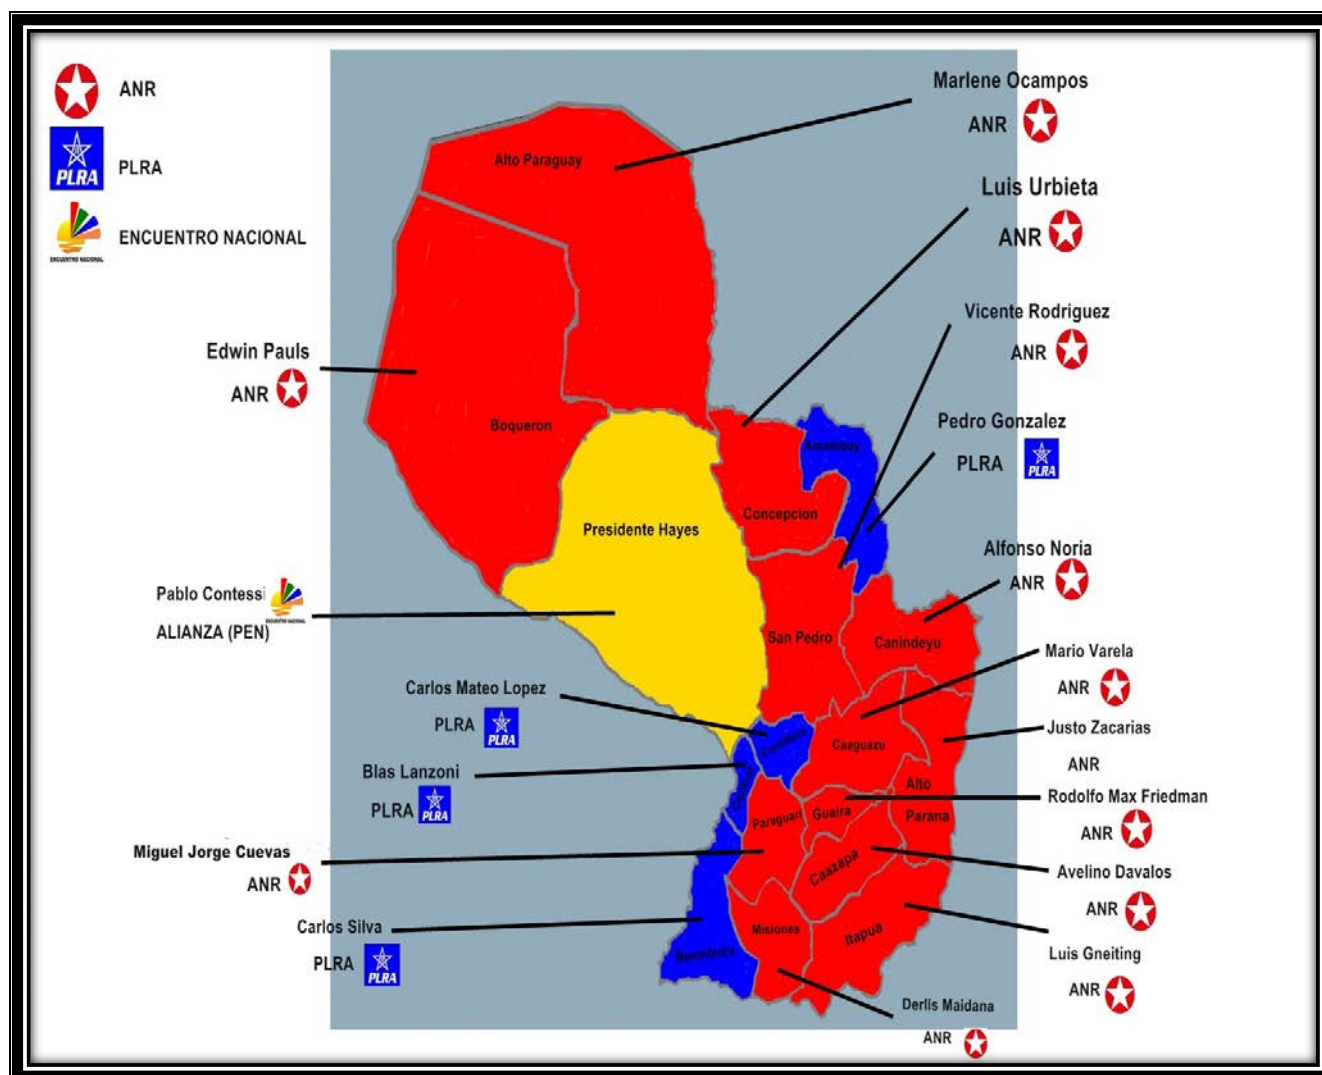 ANR
PLRA
PLRA
ENCUENTRO NACIONAL
ENCUENTRO NACIONAL
Marlene Ocampos
ANR
Luis Urbieta
ANR
Vicente Rodriguez
ANR
Edwin Pauls
ANR
Pedro Gonzalez
PLRA
PLRA
Alfonso Noria
ANR
Pablo Contessi
ENCUENTRO NACIONAL
ALIANZA (PEN)
Mario Varela
ANR
Carlos Mateo Lopez
PLRA
PLRA
Justo Zacarias
ANR
Blas Lanzoni
PLRA
PLRA
Rodolfo Max Friedman
ANR
Miguel Jorge Cuevas
ANR
Avelino Davalos
ANR
Carlos Silva
PLRA
PLRA
Luis Gneiting
ANR
Derlis Maidana
ANR
Alto Paraguay
Boqueron
Presidente Hayes
Concepcion
Amambay
San Pedro
Canindeyu
Caaguazu
Alto
Parana
Paraguari
Guaira
Caazapa
Misiones
Itapua